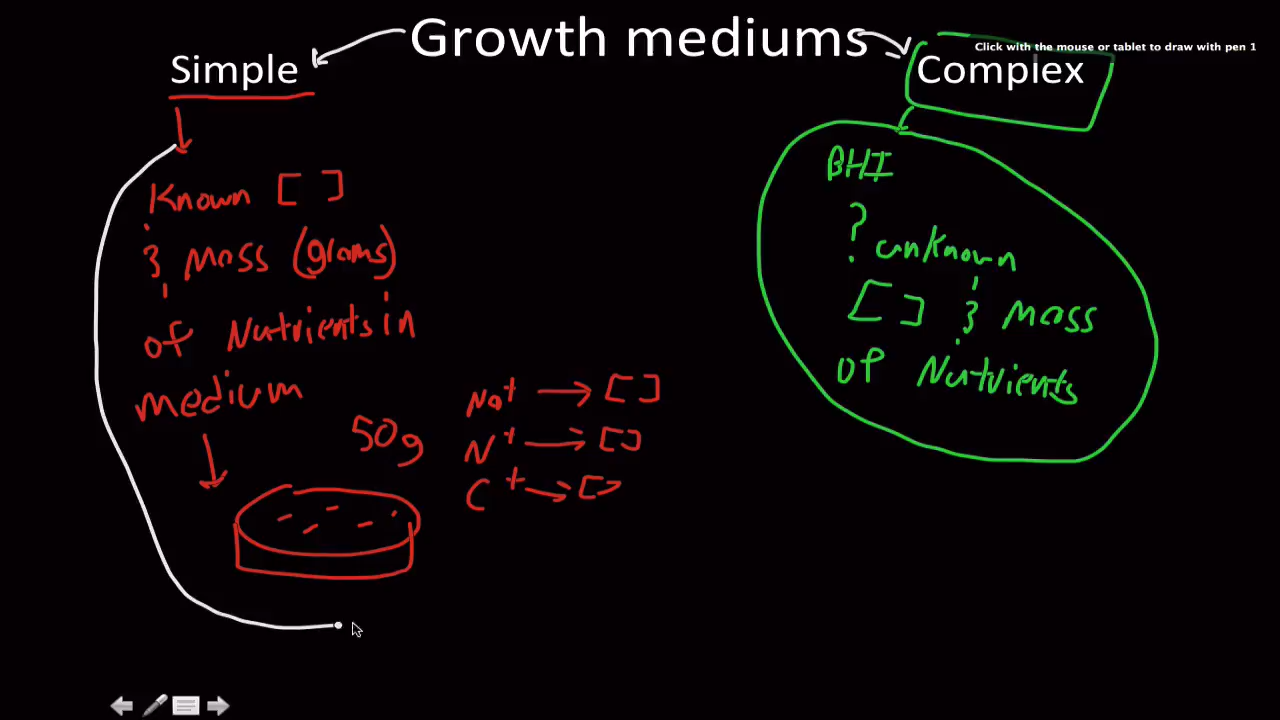 Growth mediums
Click with the mouse or tablet to draw with pen 1
Simple
Known [ ]
& Mass (grams)
of Nutrients in
medium
50g
Na+ → [ ]
N+ → [ ]
C+ → [ ]
Complex
BHI
? unknown
[ ] & Mass
of Nutrients